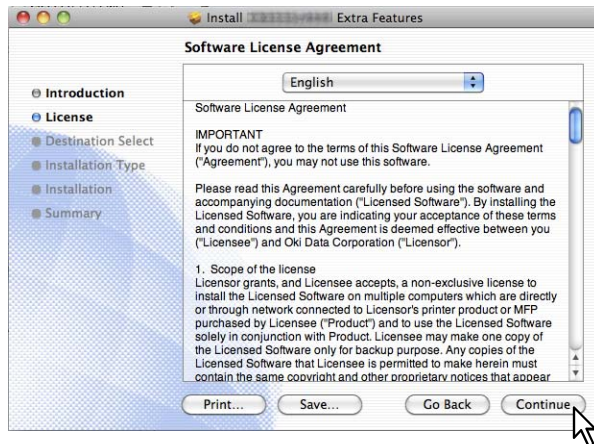 Install Extra Features
Software License Agreement
Introduction
License
Destination Select
Installation Type
Installation
Summary
English
Software License Agreement
IMPORTANT
If you do not agree to the terms of this Software License Agreement
("Agreement"), you may not use this software.
Please read this Agreement carefully before using the software and
accompanying documentation ("Licensed Software"). By installing the
Licensed Software, you are indicating your acceptance of these terms
and conditions and this Agreement is deemed effective between you
("Licensee") and Oki Data Corporation ("Licensor").
1. Scope of the license
Licensor grants, and Licensee accepts, a non-exclusive license to
install the Licensed Software on multiple computers which are directly
or through network connected to Licensor's printer product or MFP
purchased by Licensee ("Product") and to use the Licensed Software
solely in conjunction with Product. Licensee may make one copy of
the Licensed Software only for backup purpose. Any copies of the
Licensed Software that Licensee is permitted to make herein must
contain the same copyright and other proprietary notices that appear
Print... Save... Go Back Continue